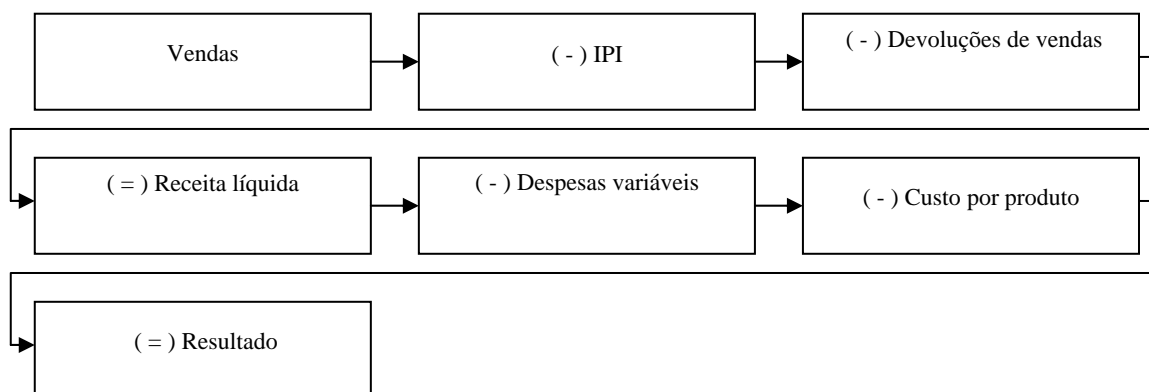 Vendas
( - ) IPI
( - ) Devoluções de vendas
( = ) Receita líquida
( - ) Despesas variáveis
( - ) Custo por produto
( = ) Resultado